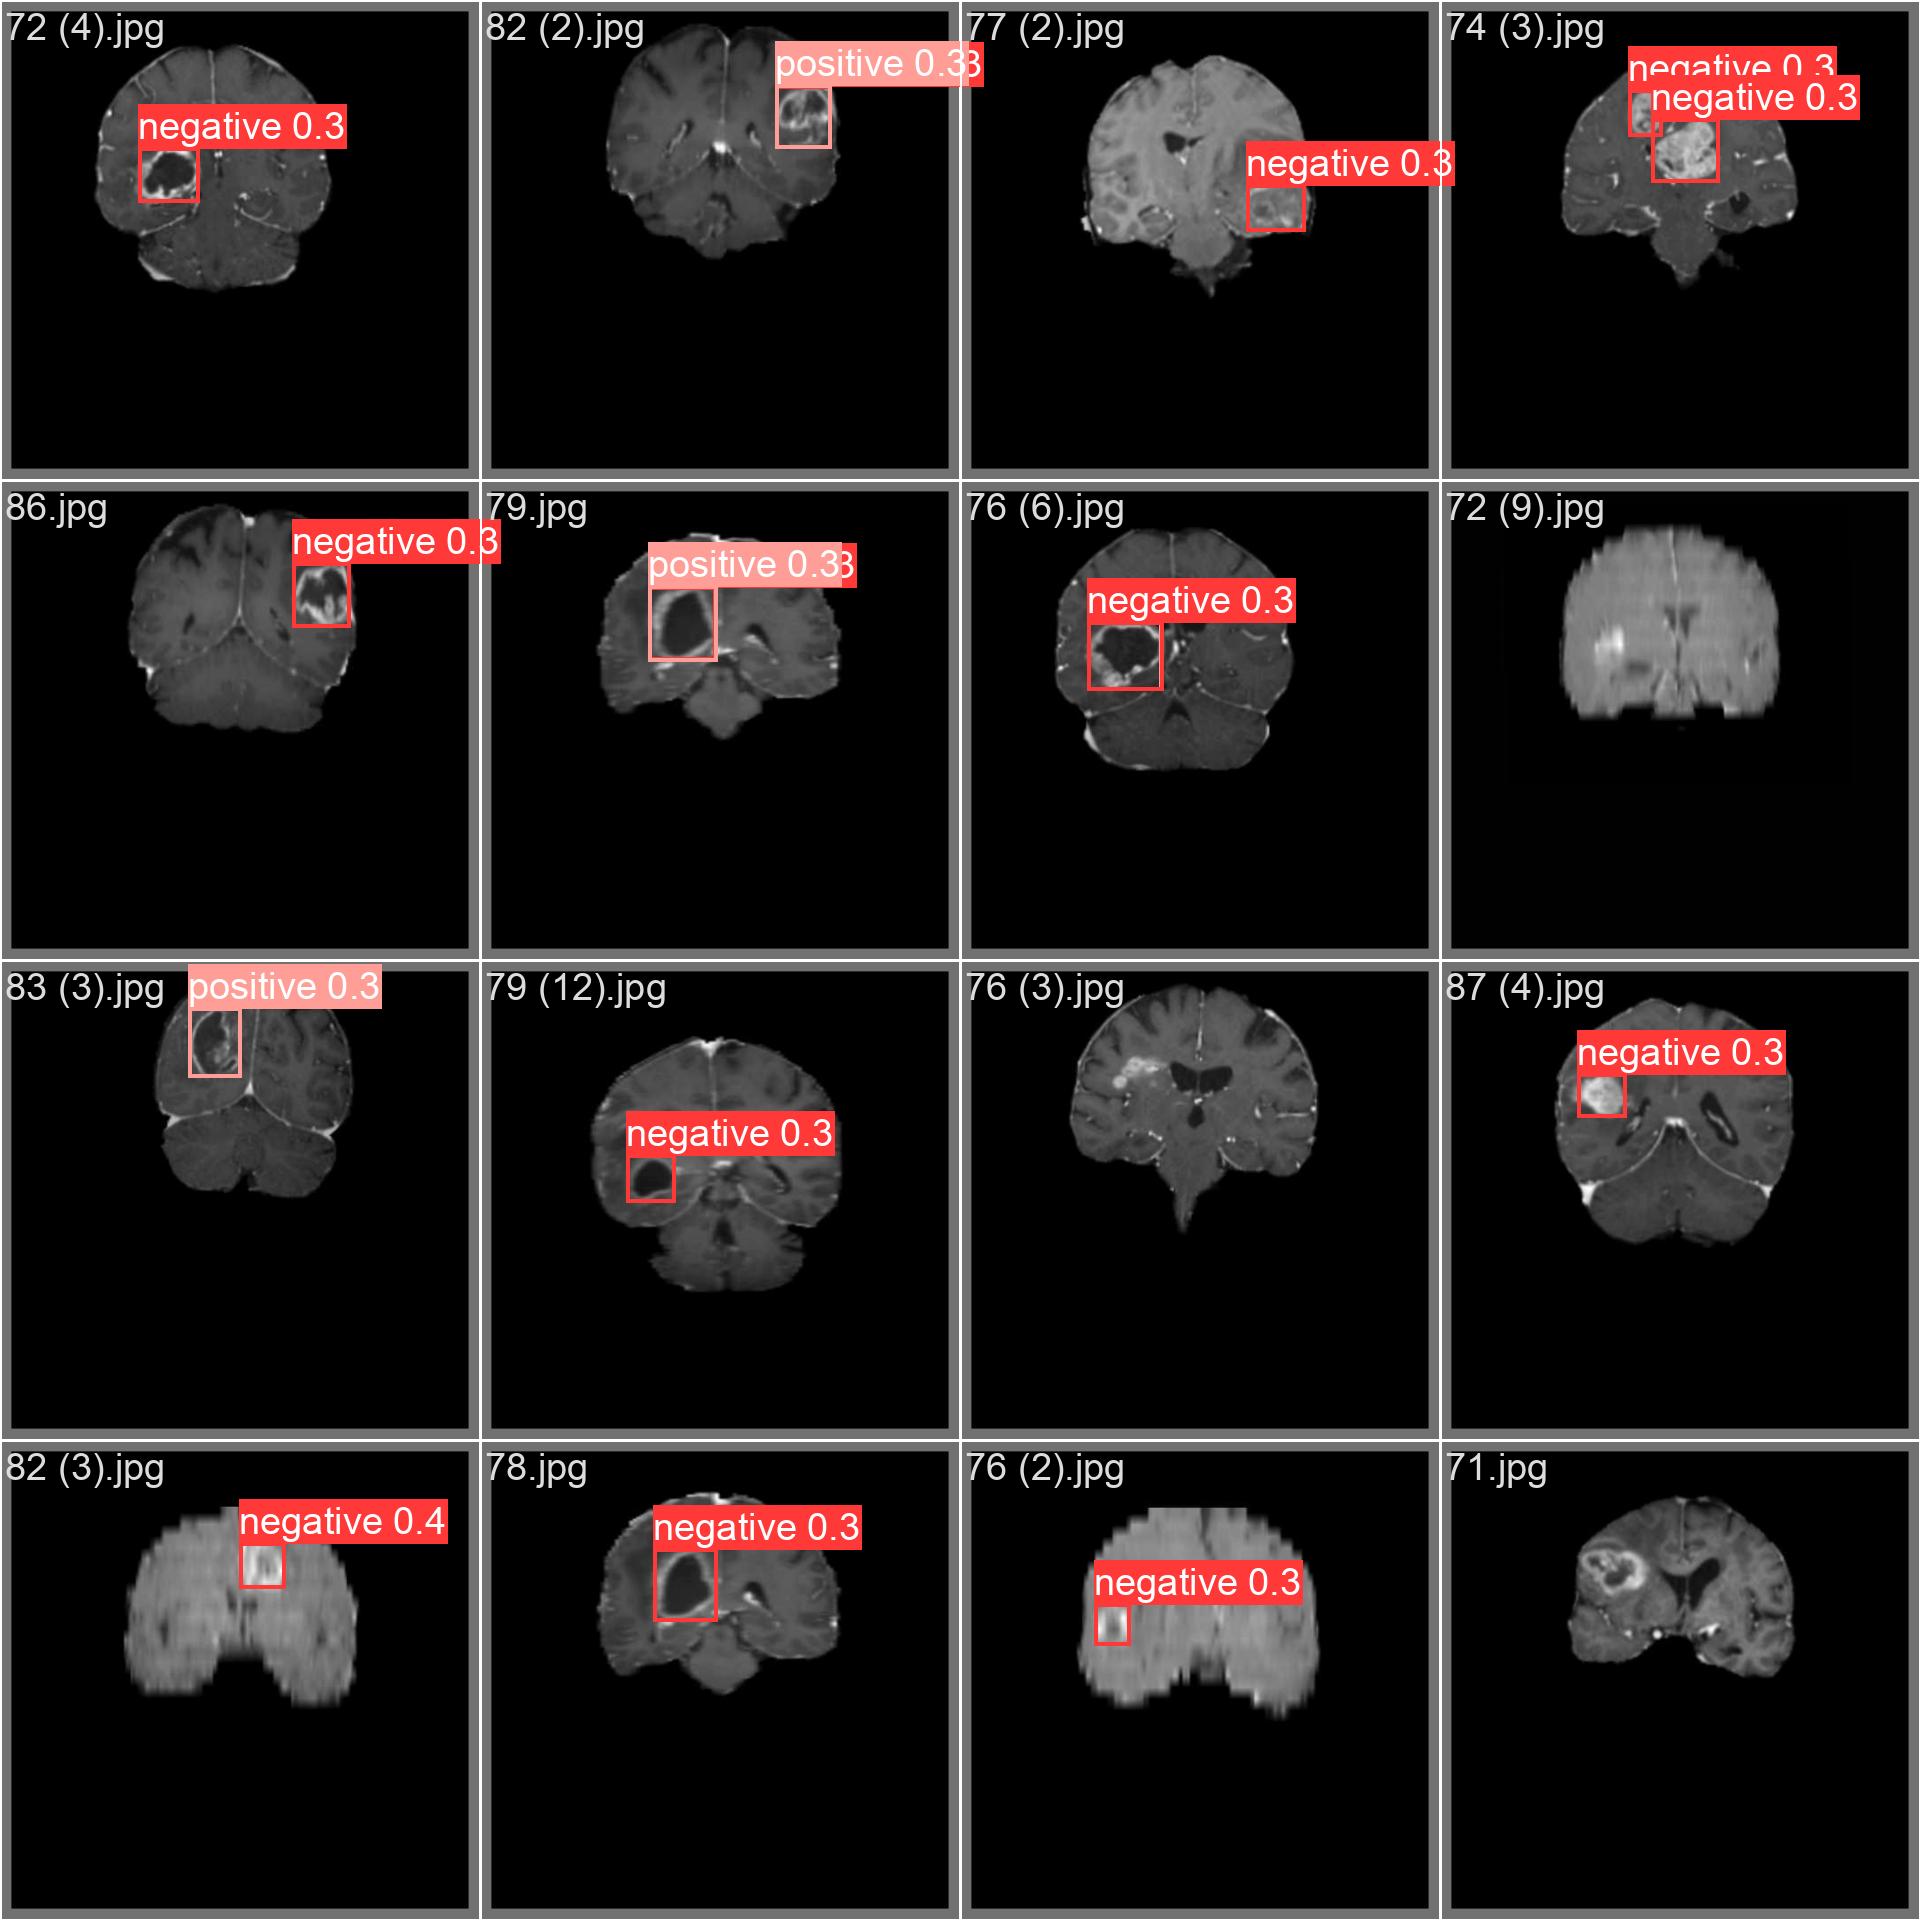 72 (4).jpg
negative 0.3
82 (2).jpg
positive 0.3
3
77 (2).jpg
negative 0.3
74 (3).jpg
negative 0.3
negative 0.3
86.jpg
negative 0.3
79.jpg
positive 0.3
3
76 (6).jpg
negative 0.3
72 (9).jpg
83 (3).jpg
positive 0.3
79 (12).jpg
negative 0.3
76 (3).jpg
87 (4).jpg
negative 0.3
82 (3).jpg
negative 0.4
78.jpg
negative 0.3
76 (2).jpg
negative 0.3
71.jpg